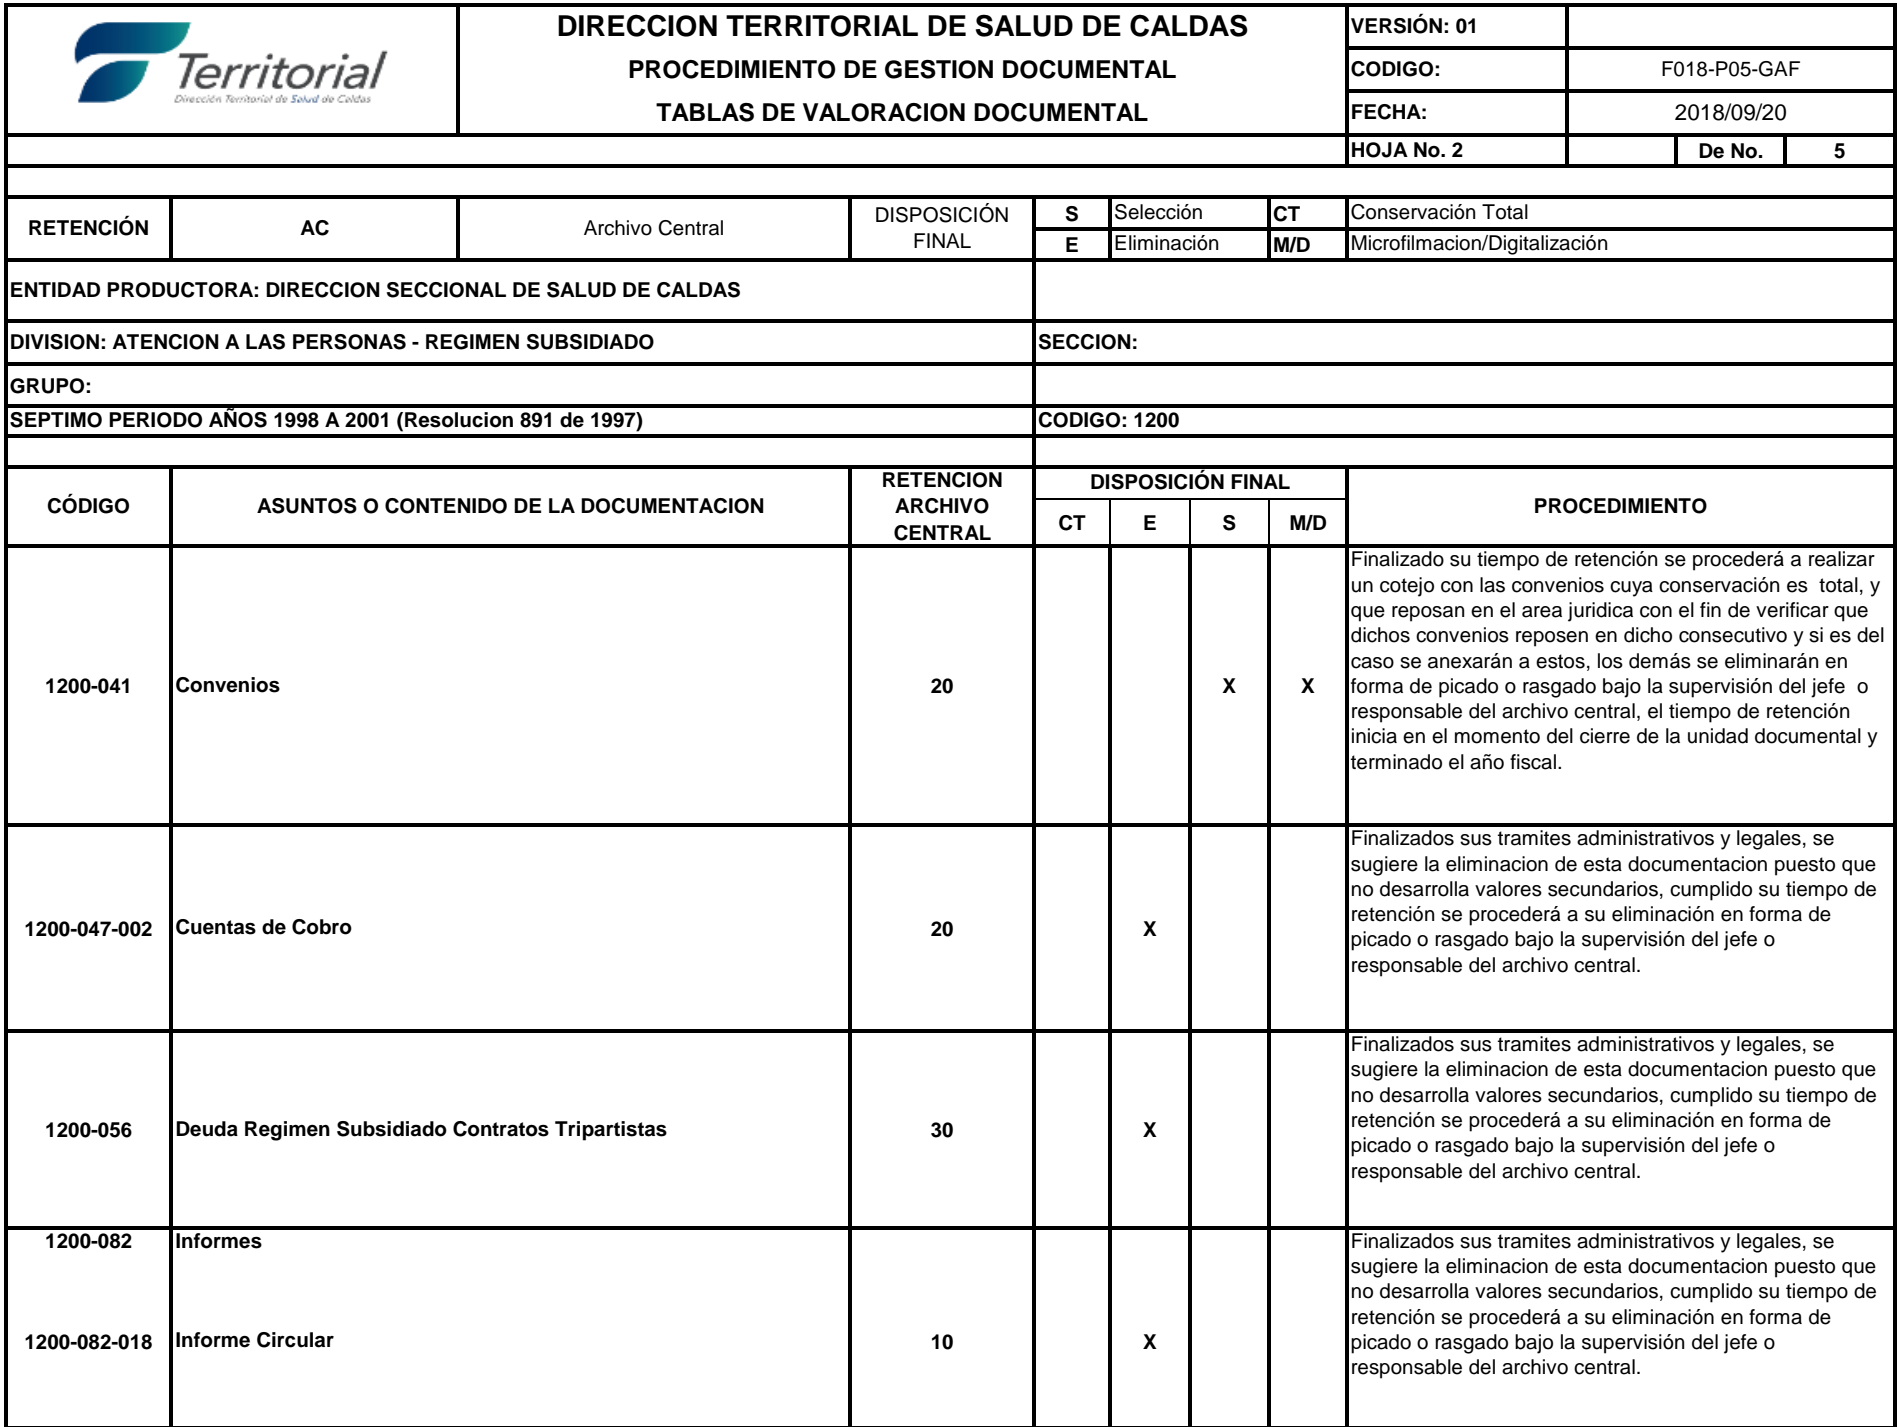 Territorial
Dirección Territorial de Salud de Caldas
DIRECCION TERRITORIAL DE SALUD DE CALDAS
PROCEDIMIENTO DE GESTION DOCUMENTAL
TABLAS DE VALORACION DOCUMENTAL
VERSIÓN: 01
CODIGO: F018-P05-GAF
FECHA: 2018/09/20
HOJA No. 2 De No. 5
RETENCIÓN AC Archivo Central
DISPOSICIÓN
FINAL
S Selección CT Conservación Total
E Eliminación M/D Microfilmacion/Digitalización
ENTIDAD PRODUCTORA: DIRECCION SECCIONAL DE SALUD DE CALDAS
DIVISION: ATENCION A LAS PERSONAS - REGIMEN SUBSIDIADO SECCION:
GRUPO:
SEPTIMO PERIODO AÑOS 1998 A 2001 (Resolucion 891 de 1997) CODIGO: 1200
CÓDIGO ASUNTOS O CONTENIDO DE LA DOCUMENTACION
RETENCION
ARCHIVO
CENTRAL
DISPOSICIÓN FINAL
CT E S M/D
PROCEDIMIENTO
1200-041 Convenios 20 X X
Finalizado su tiempo de retención se procederá a realizar
un cotejo con las convenios cuya conservación es total, y
que reposan en el area juridica con el fin de verificar que
dichos convenios reposen en dicho consecutivo y si es del
caso se anexarán a estos, los demás se eliminarán en
forma de picado o rasgado bajo la supervisión del jefe o
responsable del archivo central, el tiempo de retención
inicia en el momento del cierre de la unidad documental y
terminado el año fiscal.
1200-047-002 Cuentas de Cobro 20 X
Finalizados sus tramites administrativos y legales, se
sugiere la eliminacion de esta documentacion puesto que
no desarrolla valores secundarios, cumplido su tiempo de
retención se procederá a su eliminación en forma de
picado o rasgado bajo la supervisión del jefe o
responsable del archivo central.
1200-056 Deuda Regimen Subsidiado Contratos Tripartistas 30 X
Finalizados sus tramites administrativos y legales, se
sugiere la eliminacion de esta documentacion puesto que
no desarrolla valores secundarios, cumplido su tiempo de
retención se procederá a su eliminación en forma de
picado o rasgado bajo la supervisión del jefe o
responsable del archivo central.
1200-082 Informes
1200-082-018 Informe Circular 10 X
Finalizados sus tramites administrativos y legales, se
sugiere la eliminacion de esta documentacion puesto que
no desarrolla valores secundarios, cumplido su tiempo de
retención se procederá a su eliminación en forma de
picado o rasgado bajo la supervisión del jefe o
responsable del archivo central.